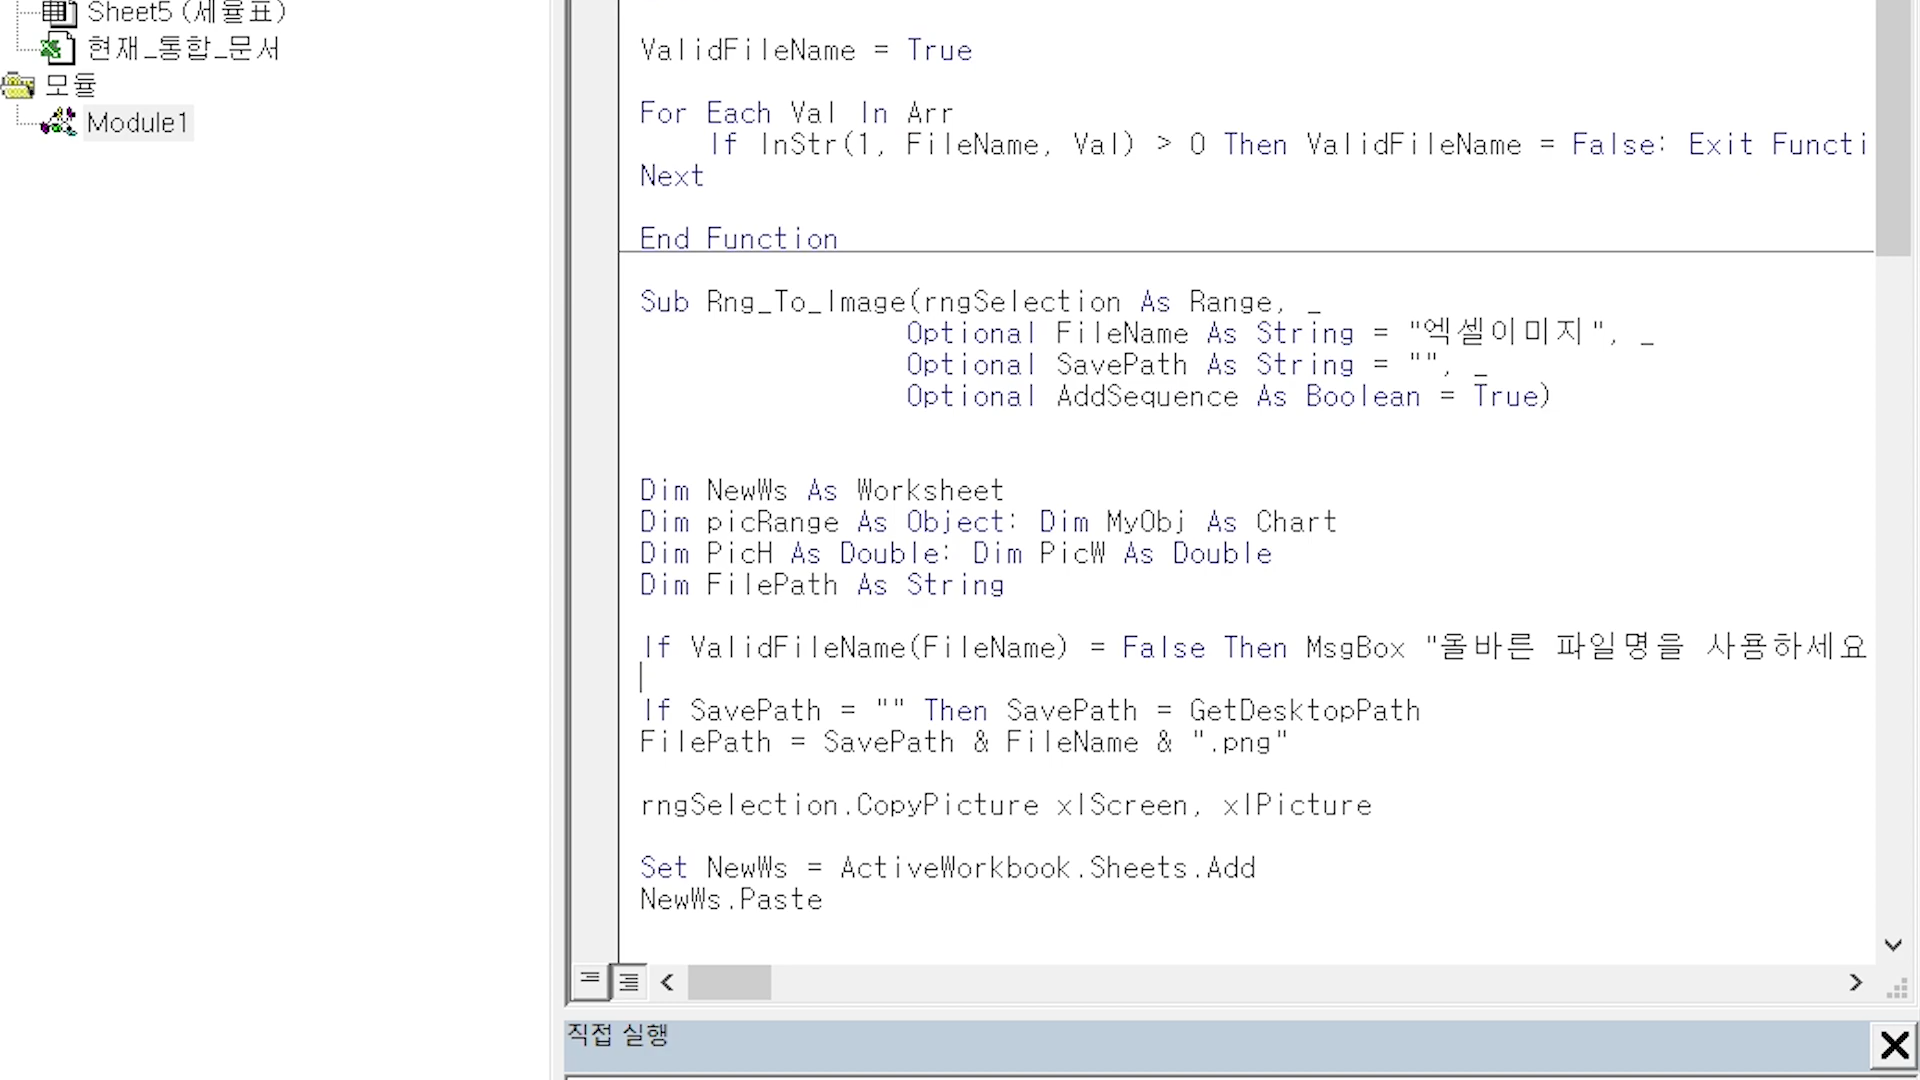 Sheet5 (세율표)
현재_통합_문서
모듈
Module1
ValidFileName = True
For Each Val In Arr
If InStr(1, FileName, Val) > 0 Then ValidFileName = False: Exit Functi
Next
End Function
Sub Rng_To_Image(rngSelection As Range, _
Optional FileName As String = "엑셀이미지", _
Optional SavePath As String = "", _
Optional AddSequence As Boolean = True)
Dim NewWs As Worksheet
Dim picRange As Object: Dim MyObj As Chart
Dim PicH As Double: Dim PicW As Double
Dim FilePath As String
If ValidFileName(FileName) = False Then MsgBox "올바른 파일명을 사용하세요
If SavePath = "" Then SavePath = GetDesktopPath
FilePath = SavePath & FileName & ".png"
rngSelection.CopyPicture xlScreen, xlPicture
Set NewWs = ActiveWorkbook.Sheets.Add
NewWs.Paste
직접 실행